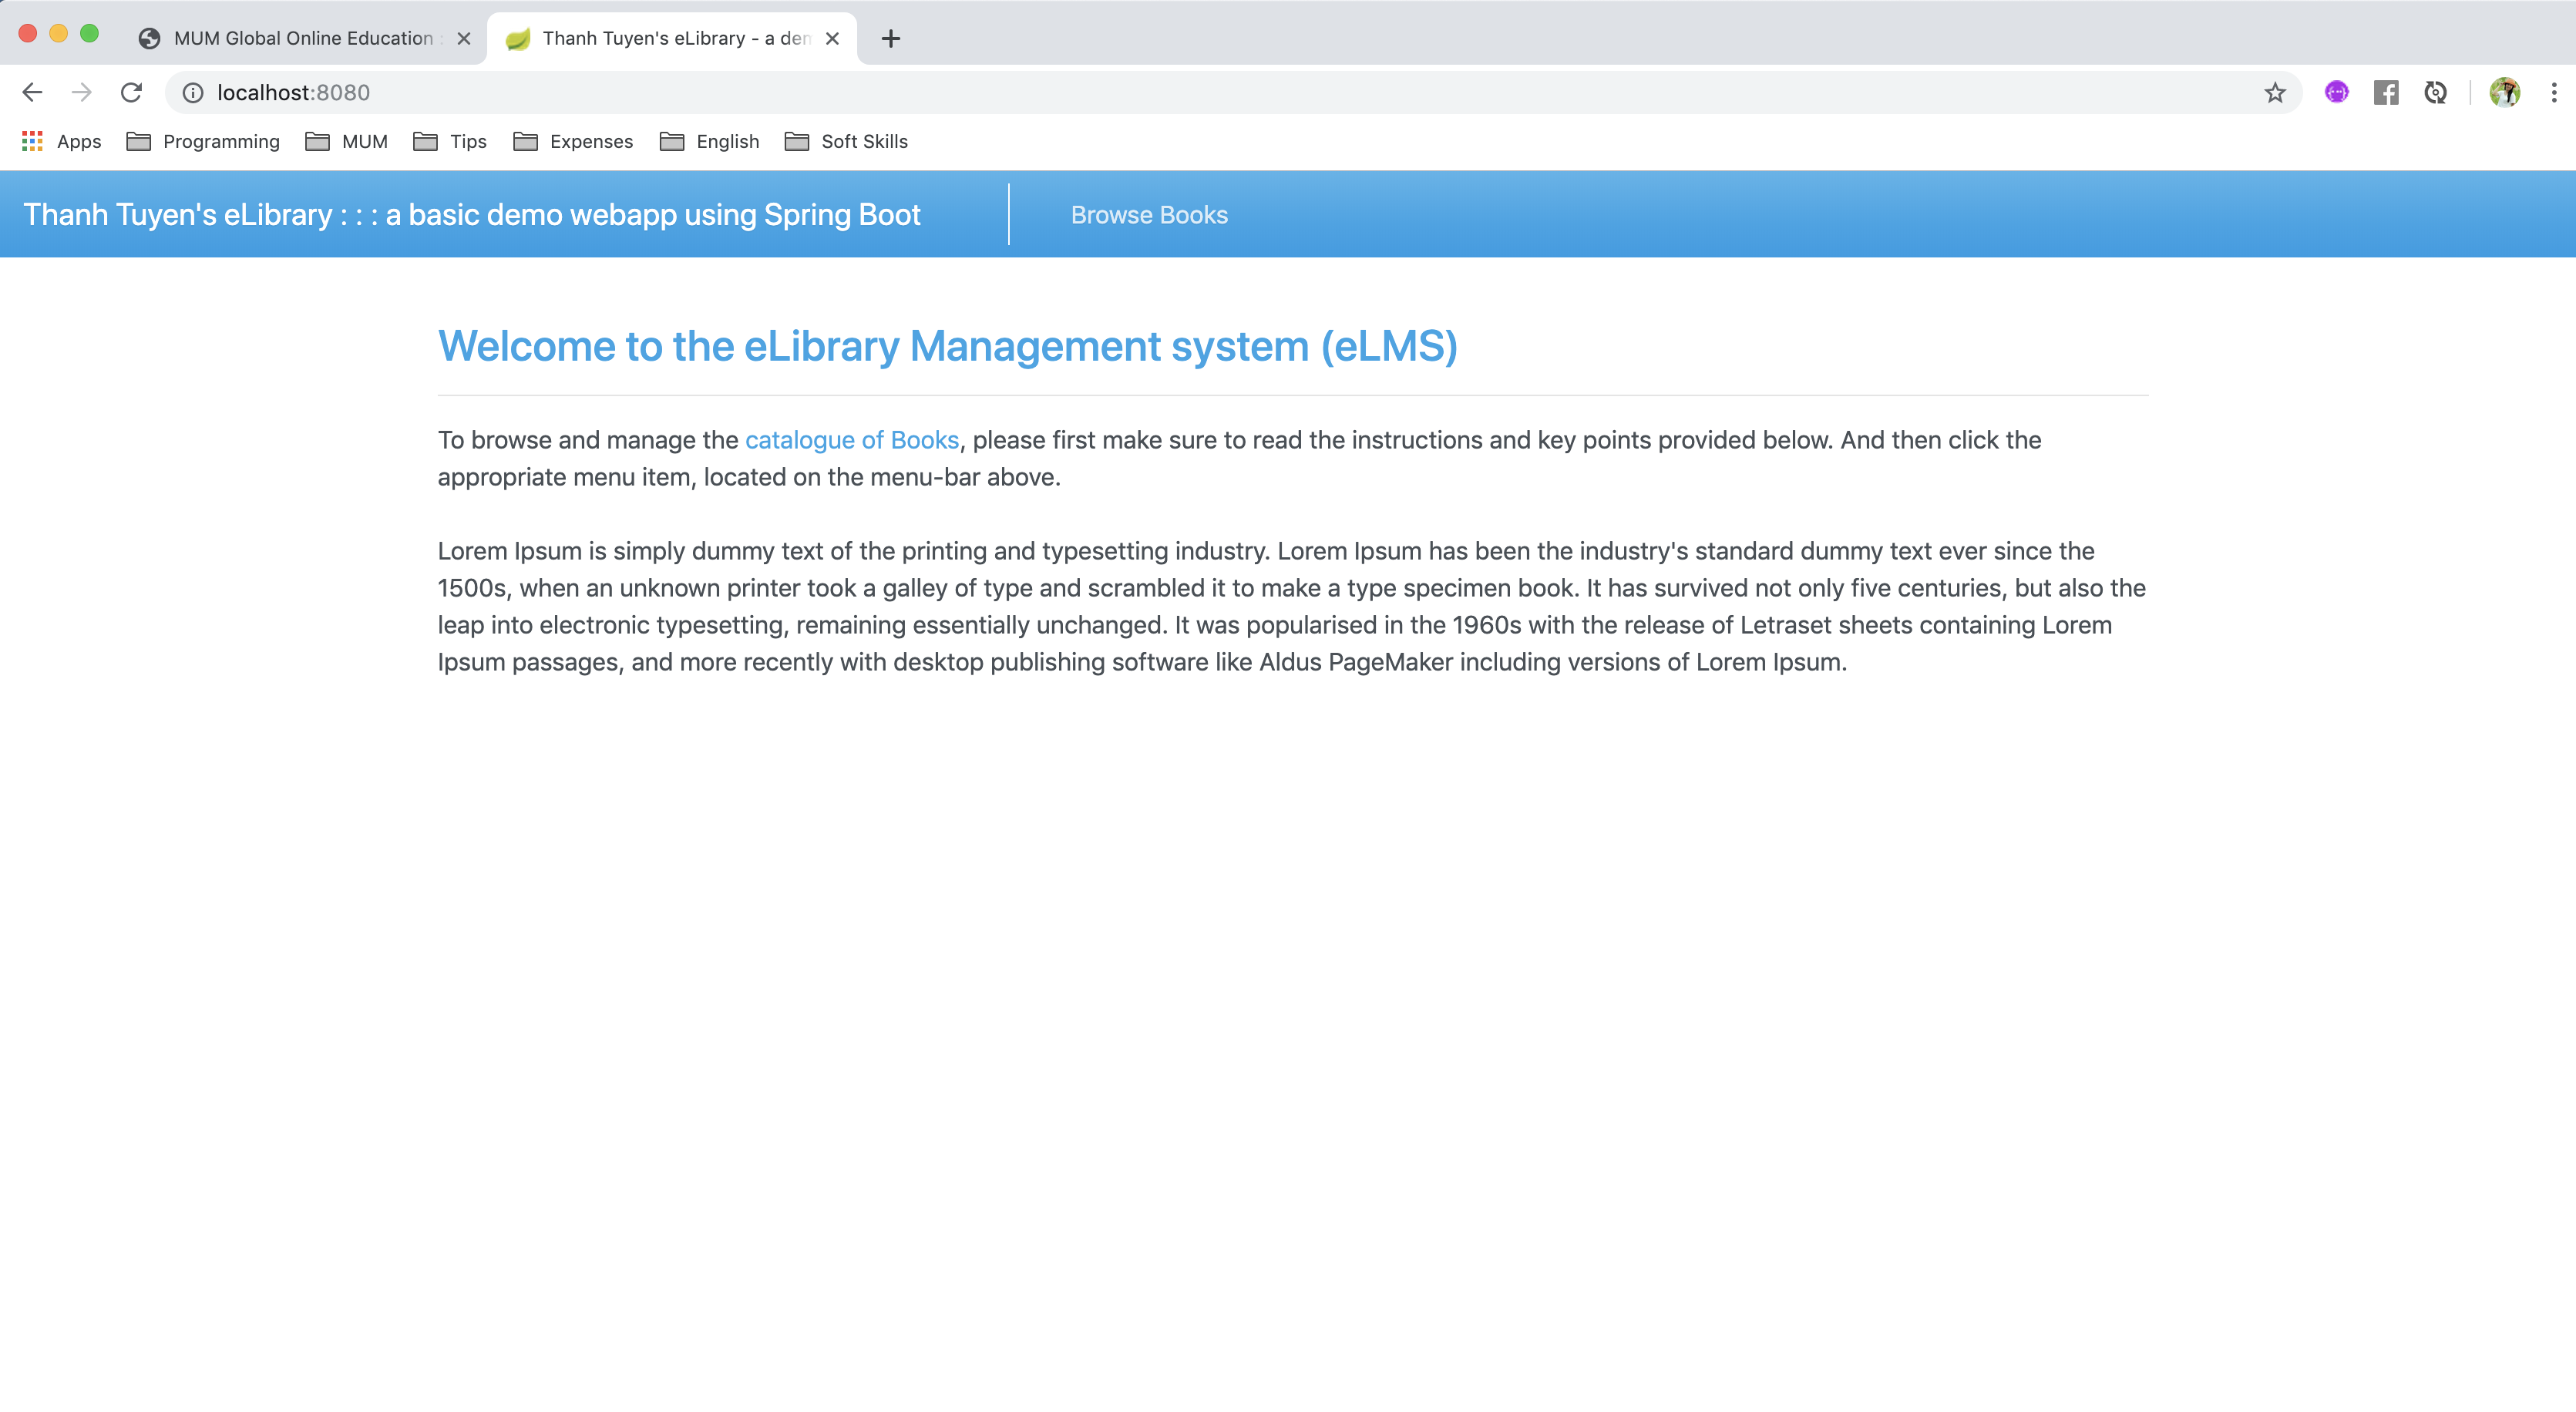 MUM Global Online Education :
Thanh Tuyen's eLibrary - a den
localhost:8080
Apps
Programming
MUM
Tips
Expenses
English
Soft Skills
Thanh Tuyen's eLibrary : : : a basic demo webapp using Spring Boot
Browse Books
Welcome to the eLibrary Management system (eLMS)
To browse and manage the catalogue of Books, please first make sure to read the instructions and key points provided below. And then click the
appropriate menu item, located on the menu-bar above.
Lorem Ipsum is simply dummy text of the printing and typesetting industry. Lorem Ipsum has been the industry's standard dummy text ever since the
1500s, when an unknown printer took a galley of type and scrambled it to make a type specimen book. It has survived not only five centuries, but also the
leap into electronic typesetting, remaining essentially unchanged. It was popularised in the 1960s with the release of Letraset sheets containing Lorem
Ipsum passages, and more recently with desktop publishing software like Aldus PageMaker including versions of Lorem Ipsum.